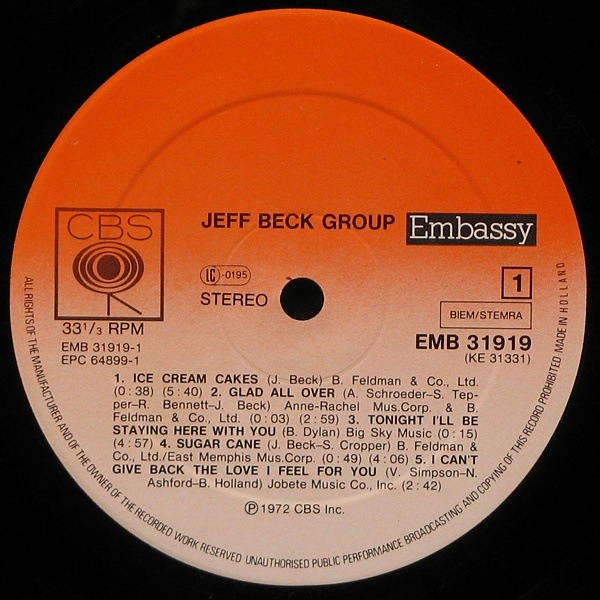 CBS
JEFF BECK GROUP
Embassy
LC-0195
STEREO
1
BIEM/STEMRA
33 1/3 RPM
EMB 31919-1
EPC 64899-1
EMB 31919
(KE 31331)
1. ICE CREAM CAKES (J. Beck) B. Feldman & Co., Ltd.
(0:38) (5:40) 2. GLAD ALL OVER (A. Schroeder–S. Tep-
per–R. Bennett–J. Beck) Anne-Rachel Mus.Corp. & B.
Feldman & Co., Ltd. (0:03) (2:59) 3. TONIGHT I'LL BE
STAYING HERE WITH YOU (B. Dylan) Big Sky Music (0:15)
(4:57) 4. SUGAR CANE (J. Beck–S. Cropper) B. Feldman &
Co., Ltd./East Memphis Mus.Corp. (0:49) (4:06) 5. I CAN'T
GIVE BACK THE LOVE I FEEL FOR YOU (V. Simpson–N.
Ashford–B. Holland) Jobete Music Co., Inc. (2:42)
Ⓟ 1972 CBS Inc.
ALL RIGHTS OF THE MANUFACTURER AND OF THE OWNER OF THE RECORDED WORK RESERVED UNAUTHORISED PUBLIC PERFORMANCE BROADCASTING AND COPYING OF THIS RECORD PROHIBITED MADE IN HOLLAND